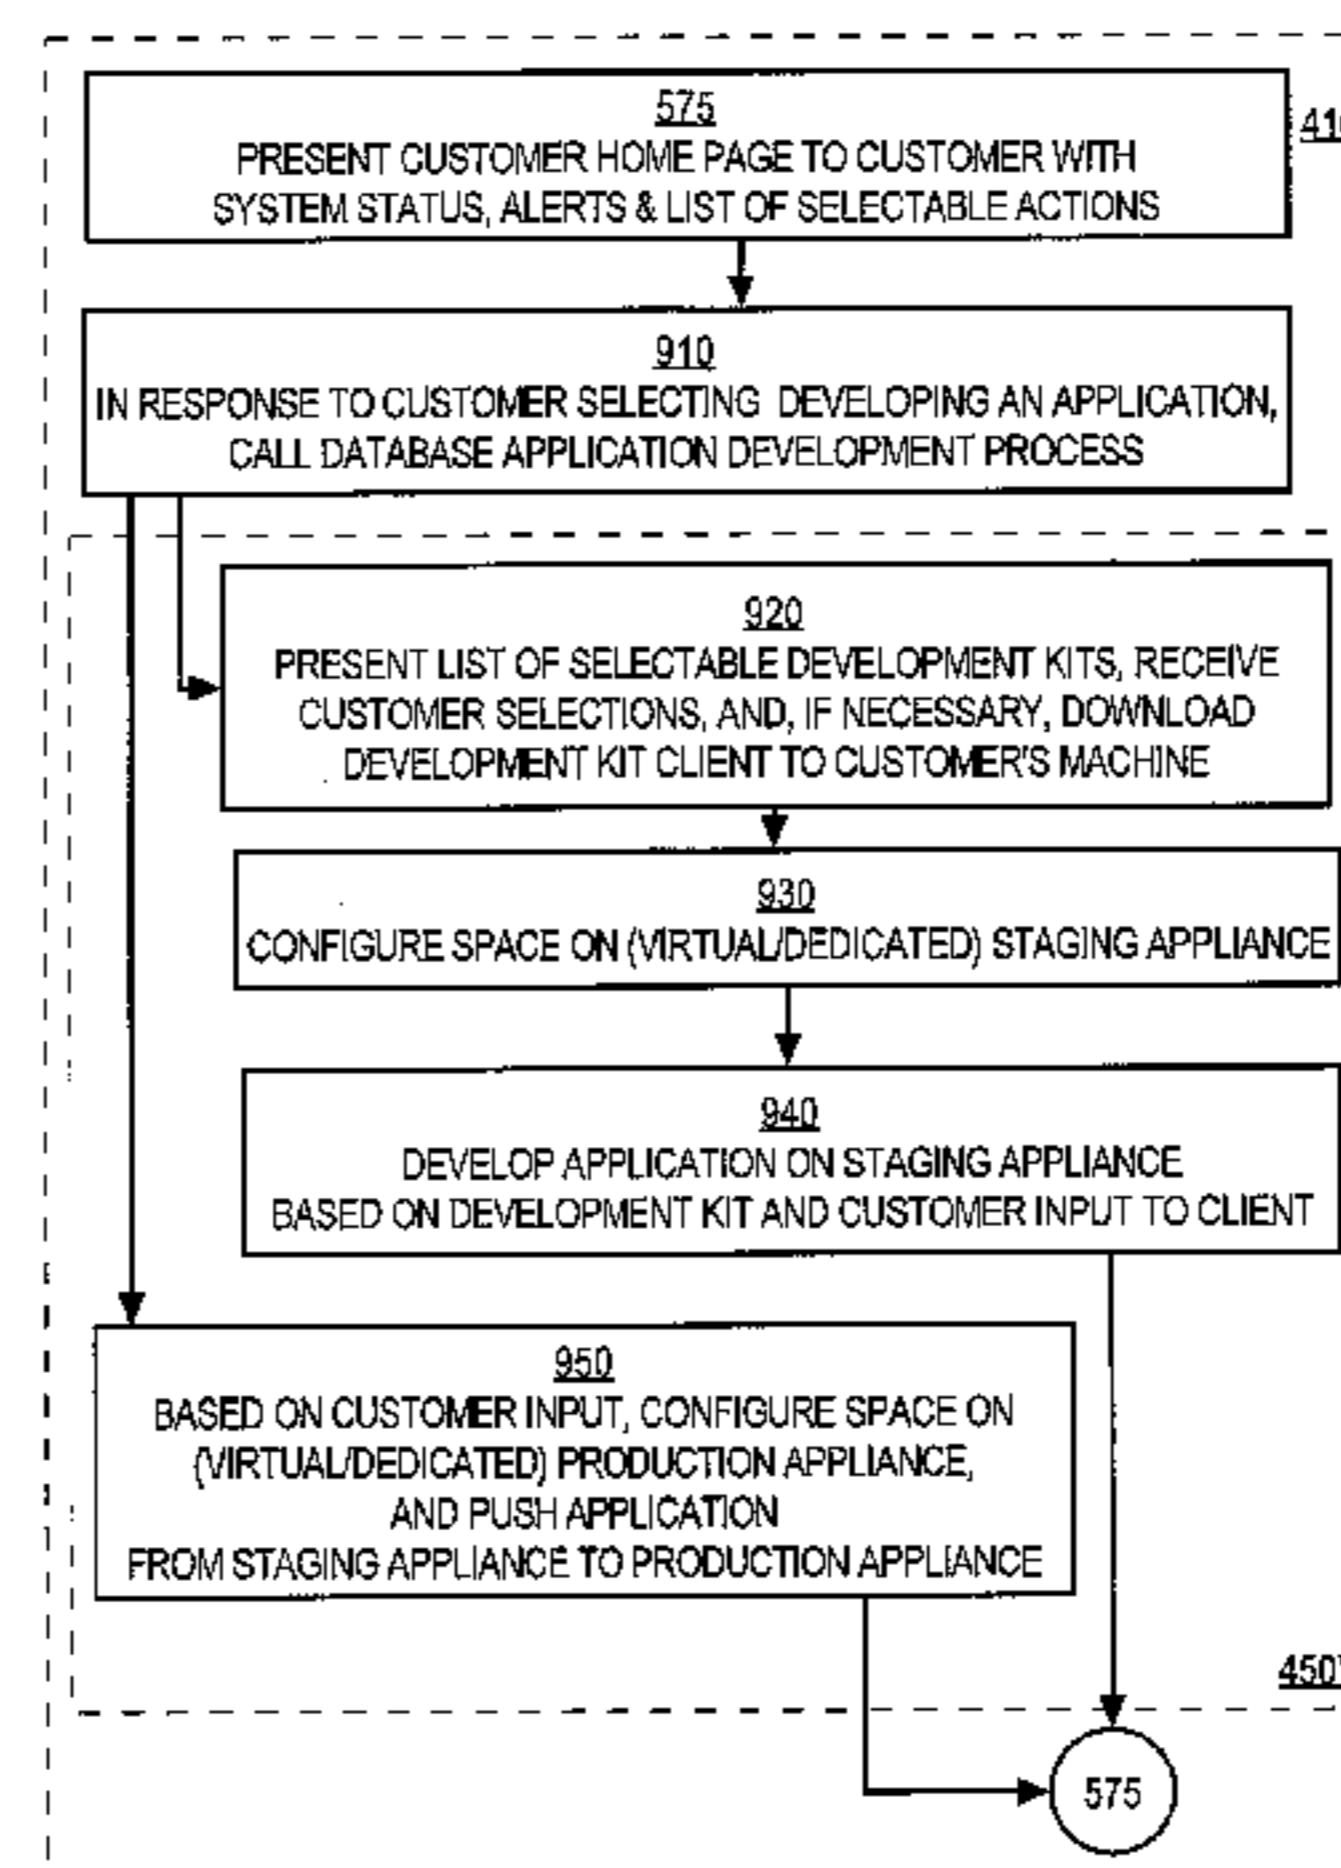 575
PRESENT CUSTOMER HOME PAGE TO CUSTOMER WITH
SYSTEM STATUS, ALERTS & LIST OF SELECTABLE ACTIONS
910
IN RESPONSE TO CUSTOMER SELECTING DEVELOPING AN APPLICATION,
CALL DATABASE APPLICATION DEVELOPMENT PROCESS
920
PRESENT LIST OF SELECTABLE DEVELOPMENT KITS, RECEIVE
CUSTOMER SELECTIONS, AND, IF NECESSARY, DOWNLOAD
DEVELOPMENT KIT CLIENT TO CUSTOMER'S MACHINE
930
CONFIGURE SPACE ON (VIRTUAL/DEDICATED) STAGING APPLIANCE
940
DEVELOP APPLICATION ON STAGING APPLIANCE
BASED ON DEVELOPMENT KIT AND CUSTOMER INPUT TO CLIENT
950
BASED ON CUSTOMER INPUT, CONFIGURE SPACE ON
(VIRTUAL/DEDICATED) PRODUCTION APPLIANCE,
AND PUSH APPLICATION
FROM STAGING APPLIANCE TO PRODUCTION APPLIANCE
450'
575